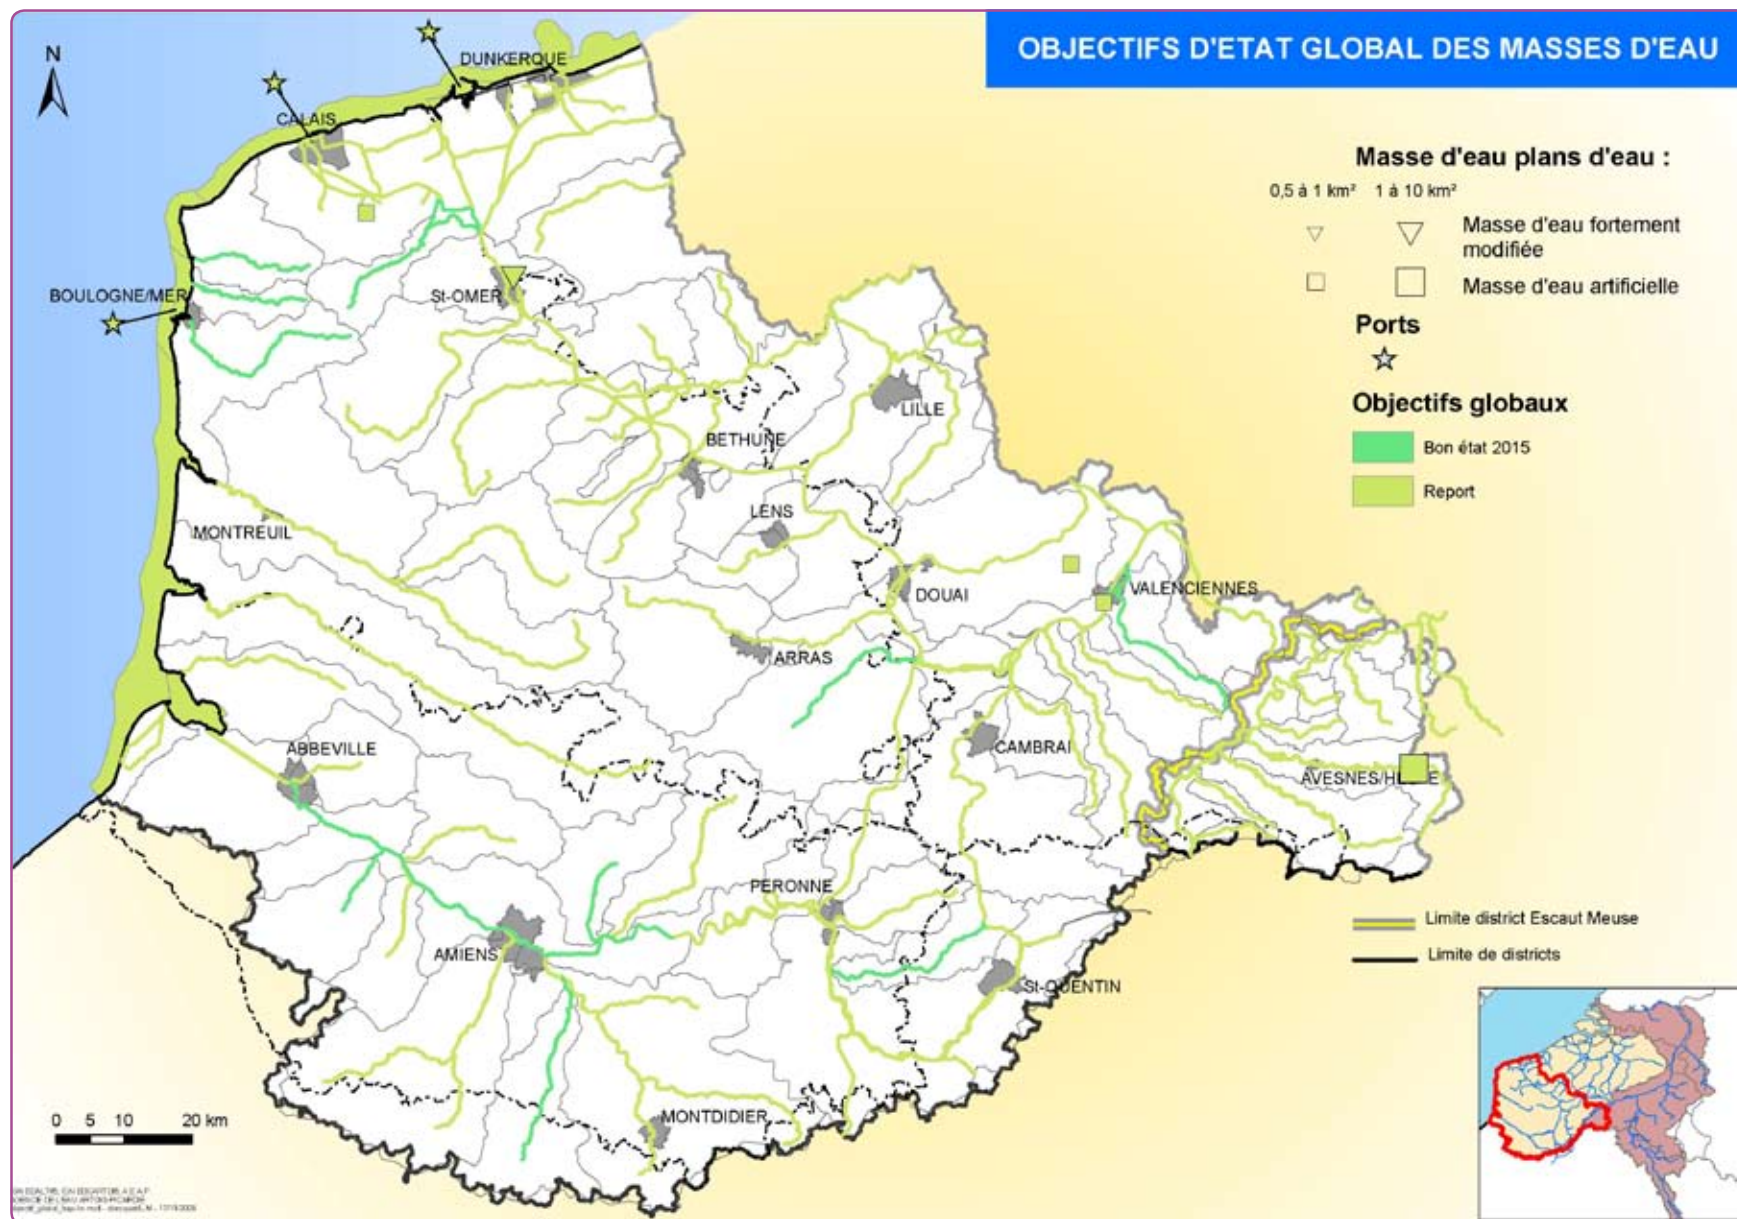 OBJECTIFS D'ETAT GLOBAL DES MASSES D'EAU
N
DUNKERQUE
CALAIS
Masse d'eau plans d'eau :
0,5 à 1 km² 1 à 10 km²
Masse d'eau fortement
modifiée
Masse d'eau artificielle
BOULOGNE/MER
St-OMER
Ports
Objectifs globaux
LILLE
BETHUNE
Bon état 2015
Report
LENS
MONTREUIL
DOUAI
VALENCIENNES
ARRAS
CAMBRAI
ABBEVILLE
AVESNES/H
PERONNE
Limite district Escaut Meuse
AMIENS
Limite de districts
St-QUENTIN
MONTDIDIER
0 5 10 20 km